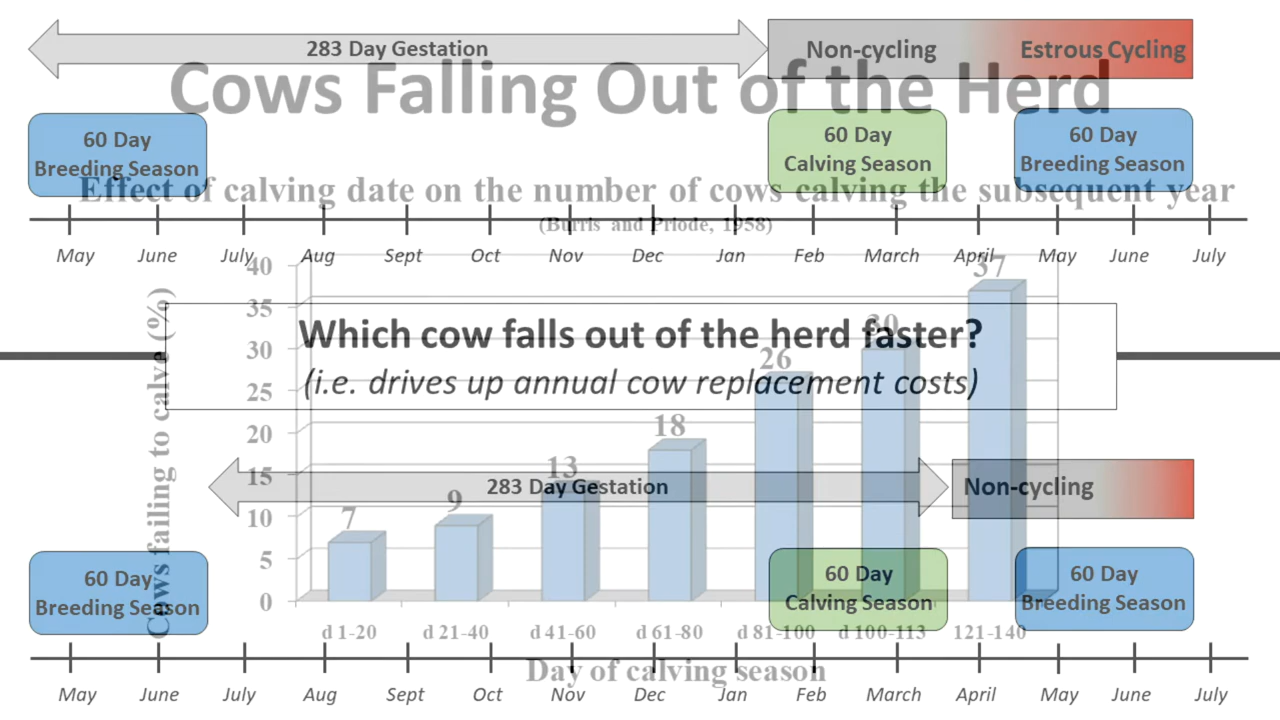 283 Day Gestation
Non-cycling
Estrous Cycling
Cows Falling Out of the Herd
60 Day
Breeding Season
60 Day
Calving Season
60 Day
Breeding Season
Effect of calving date on the number of cows calving the subsequent year
(Burris and Priode, 1958)
May June July Aug Sept Oct Nov Dec Jan Feb March April May June July
Which cow falls out of the herd faster?
(i.e. drives up annual cow replacement costs)
Cows failing to calve (%)
40
35
30
25
20
15
10
5
0
7
9
13
18
26
30
37
283 Day Gestation
Non-cycling
60 Day
Breeding Season
60 Day
Calving Season
60 Day
Breeding Season
d 1-20 d 21-40 d 41-60 d 61-80 d 81-100 d 100-113 121-140
Day of calving season
May June July Aug Sept Oct Nov Dec Jan Feb March April May June July